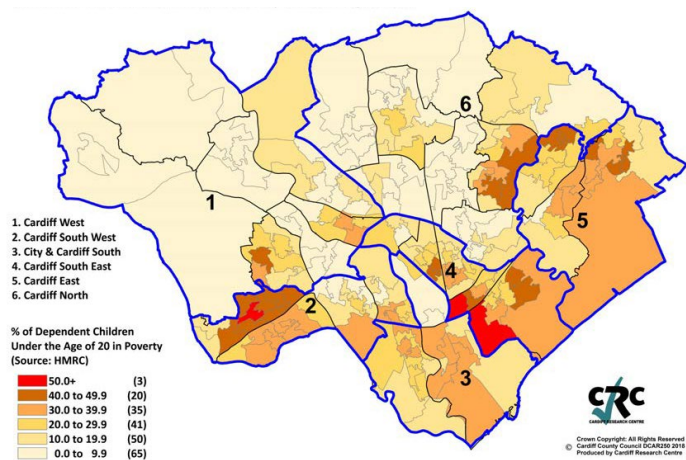 6
1
5
4
2
3
1. Cardiff West
2. Cardiff South West
3. City & Cardiff South
4. Cardiff South East
5. Cardiff East
6. Cardiff North
% of Dependent Children
Under the Age of 20 in Poverty
(Source: HMRC)
50.0+ (3)
40.0 to 49.9 (20)
30.0 to 39.9 (35)
20.0 to 29.9 (41)
10.0 to 19.9 (50)
0.0 to 9.9 (65)
CRC
CARDIFF RESEARCH CENTRE
Crown Copyright: All Rights Reserved
© Cardiff County Council DCAR250 2016
Produced by Cardiff Research Centre